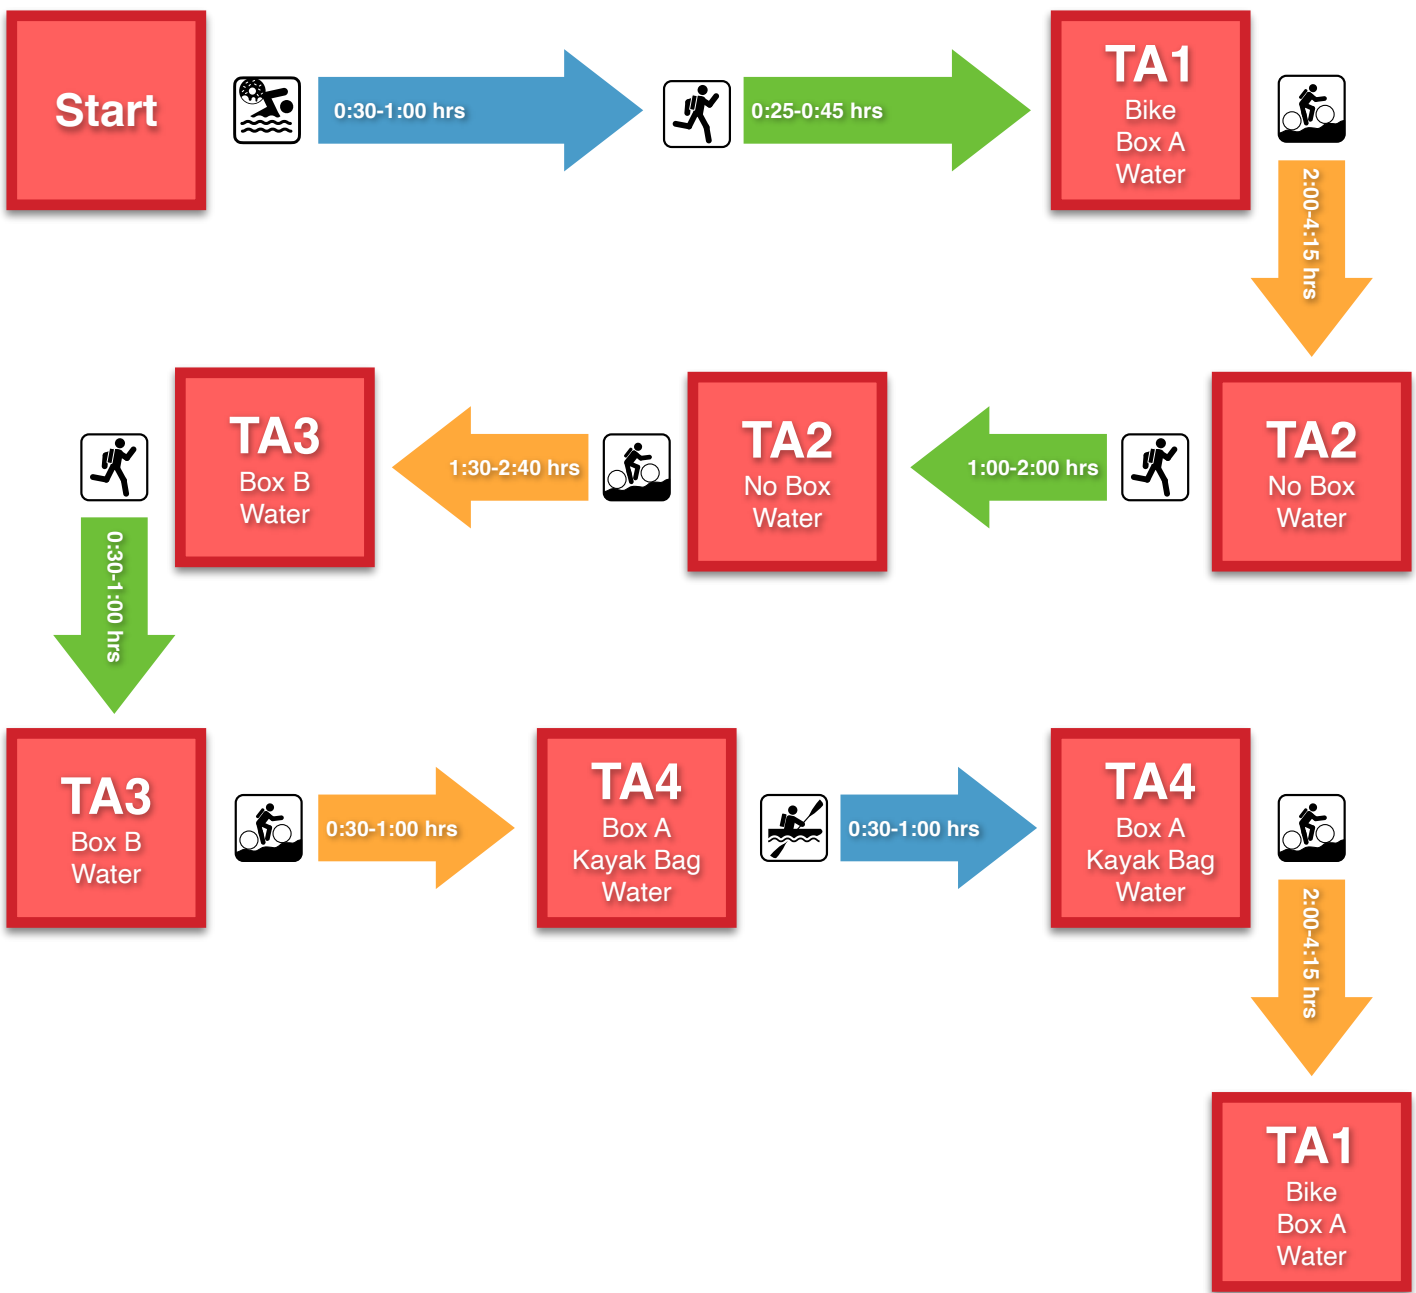 Start
0:30-1:00 hrs
0:25-0:45 hrs
TA1
Bike
Box A
Water
2:00-4:15 hrs
TA2
No Box
Water
1:00-2:00 hrs
TA2
No Box
Water
1:30-2:40 hrs
TA3
Box B
Water
0:30-1:00 hrs
TA3
Box B
Water
0:30-1:00 hrs
TA4
Box A
Kayak Bag
Water
0:30-1:00 hrs
TA4
Box A
Kayak Bag
Water
2:00-4:15 hrs
TA1
Bike
Box A
Water